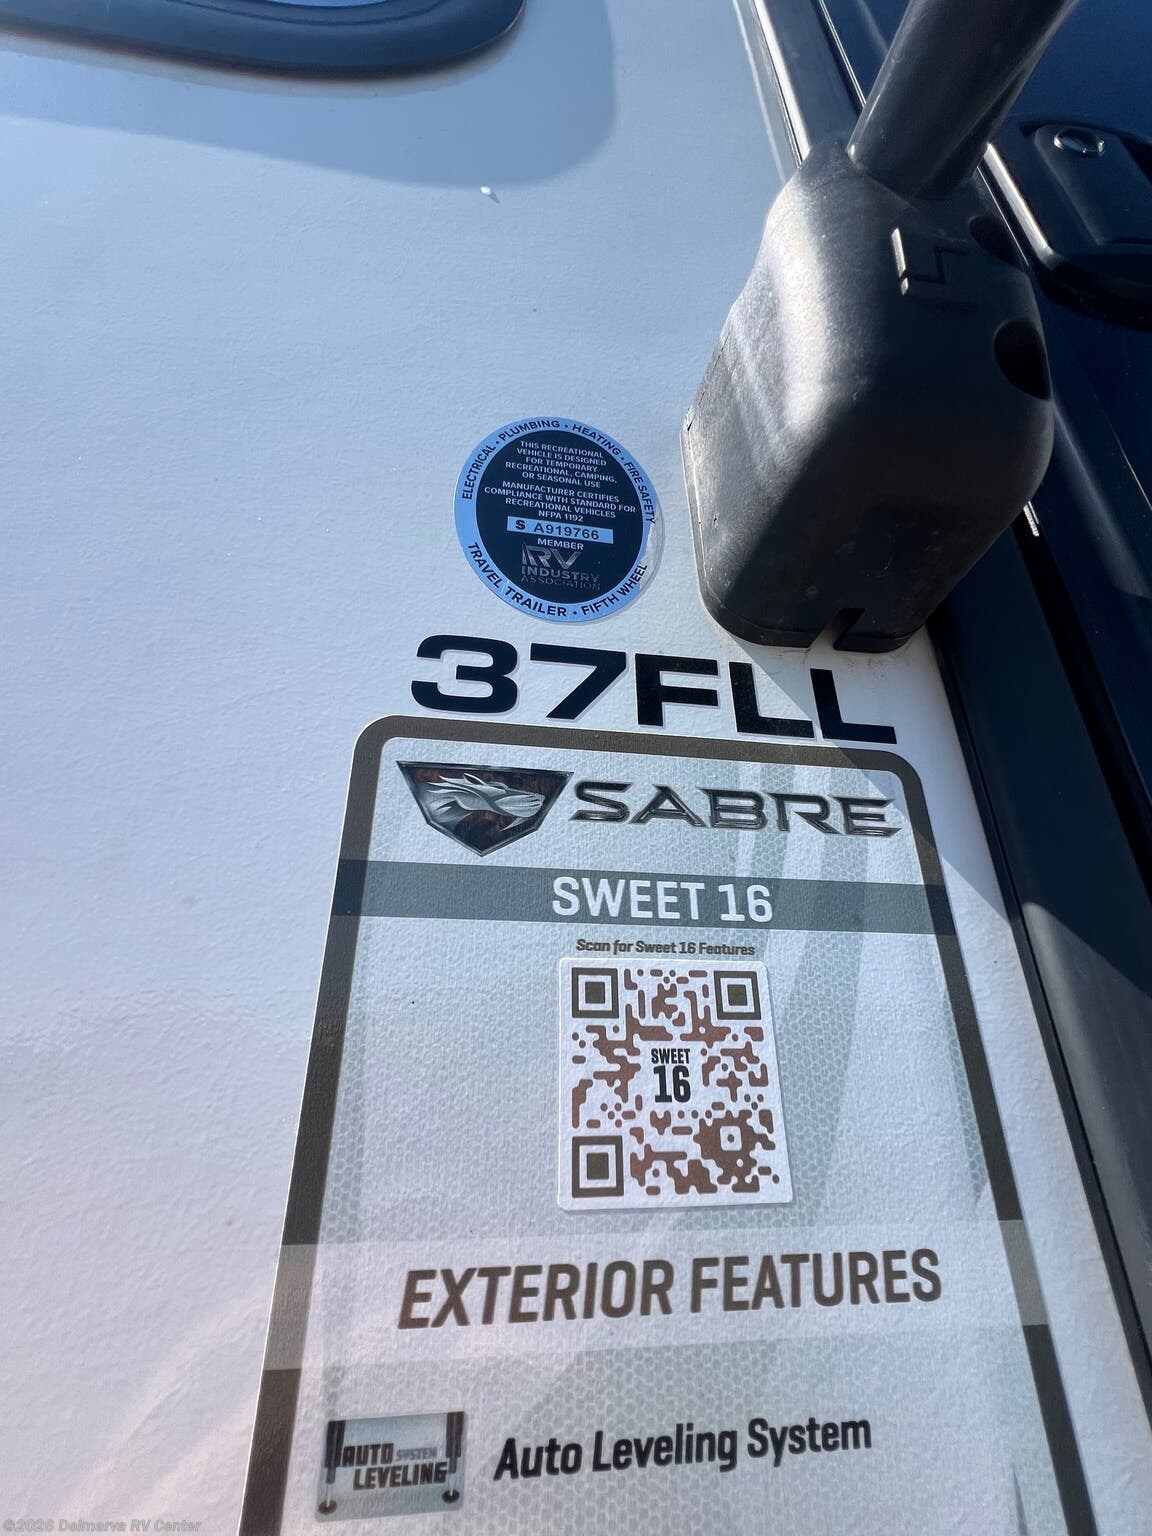 ELECTRICAL • PLUMBING • HEATING • FIRE SAFETY
THIS RECREATIONAL
VEHICLE IS DESIGNED
FOR TEMPORARY
RECREATIONAL, CAMPING,
OR SEASONAL USE
MANUFACTURER CERTIFIES
COMPLIANCE WITH STANDARD FOR
RECREATIONAL VEHICLES
NFPA 1192
S A919766
MEMBER
RV
INDUSTRY
ASSOCIATION
TRAVEL TRAILER • FIFTH WHEEL
37FLL
SABRE
SWEET 16
Scan for Sweet 16 Features
SWEET
16
EXTERIOR FEATURES
AUTO SYSTEM
LEVELING
Auto Leveling System
©2026 Delmarva RV Center